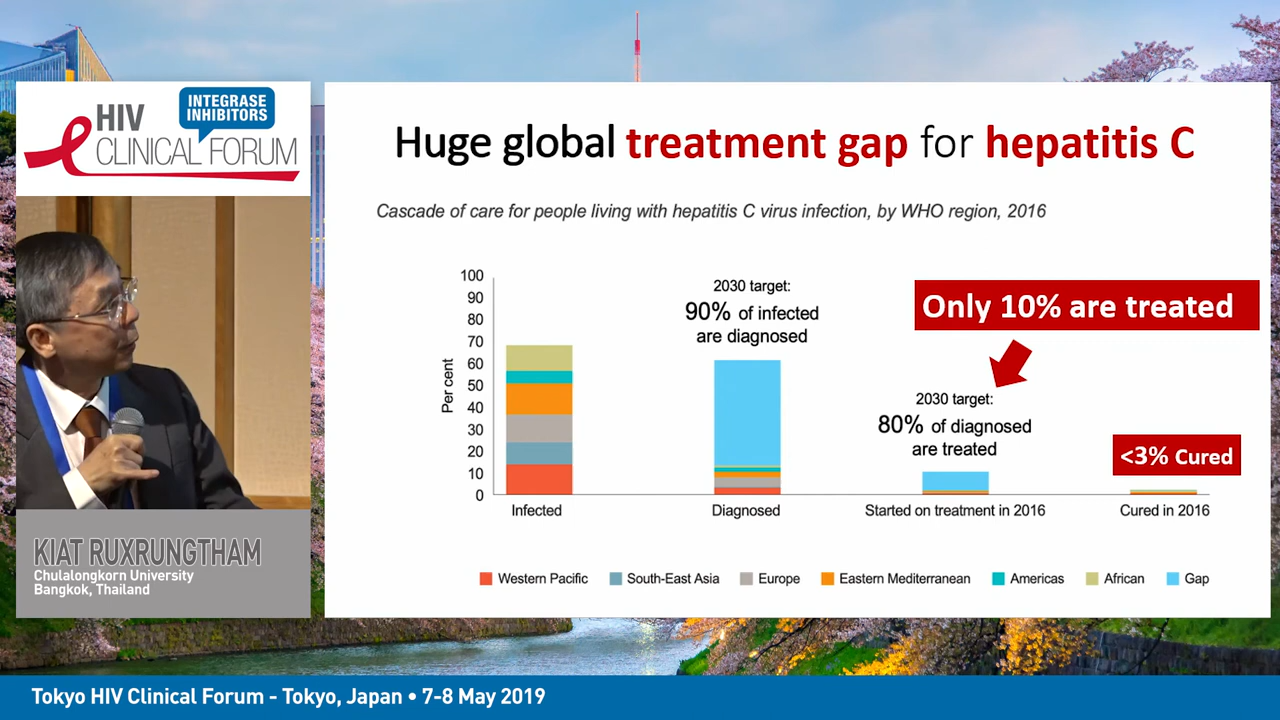 HIV
INTEGRASE
INHIBITORS
CLINICAL FORUM
KIAT RUXRUNGTHAM
Chulalongkorn University
Bangkok, Thailand
Huge global treatment gap for hepatitis C
Cascade of care for people living with hepatitis C virus infection, by WHO region, 2016
Per cent
100
90
80
70
60
50
40
30
20
10
0
2030 target:
90% of infected
are diagnosed
Only 10% are treated
2030 target:
80% of diagnosed
are treated
<3% Cured
Infected
Diagnosed
Started on treatment in 2016
Cured in 2016
Western Pacific
South-East Asia
Europe
Eastern Mediterranean
Americas
African
Gap
Tokyo HIV Clinical Forum - Tokyo, Japan • 7-8 May 2019